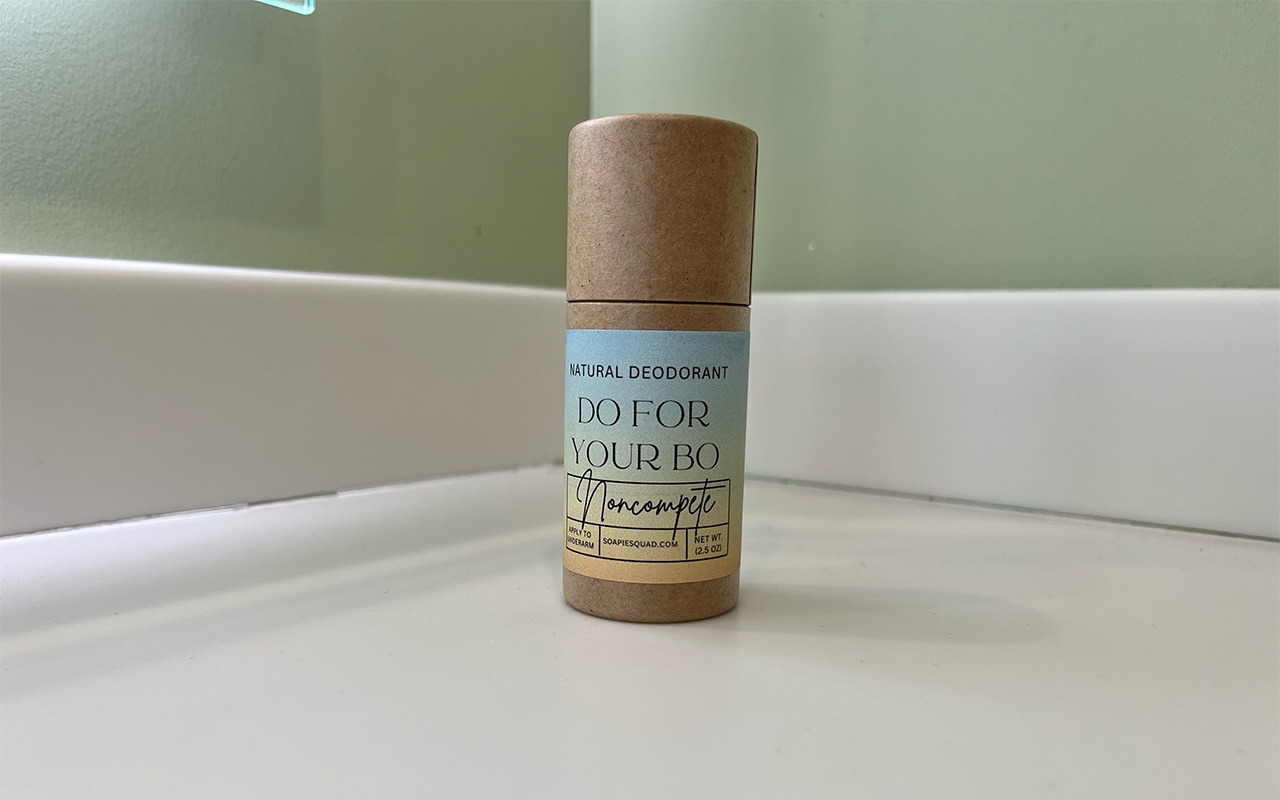 NATURAL DEODORANT
DO FOR
YOUR BO
Noncompete
APPLY TO
UNDERARM
SOAPIESQUAD.COM
NET WT.
(2.5 OZ)